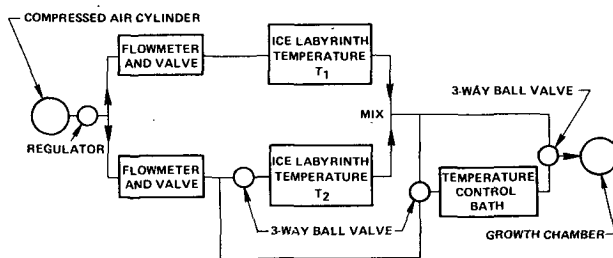 COMPRESSED AIR CYLINDER
FLOWMETER
AND VALVE
ICE LABYRINTH
TEMPERATURE
T1
3-WAY BALL VALVE
MIX
REGULATOR
FLOWMETER
AND VALVE
ICE LABYRINTH
TEMPERATURE
T2
TEMPERATURE
CONTROL
BATH
3-WAY BALL VALVE
GROWTH CHAMBER